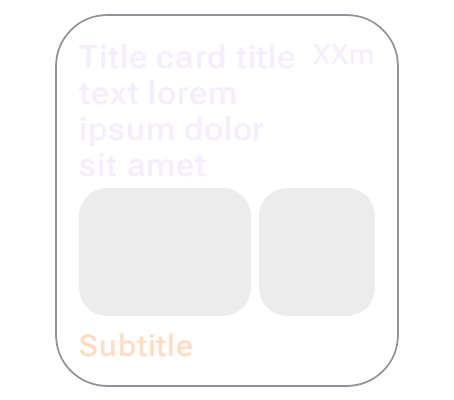 Title card title XXm
text lorem
ipsum dolor
sit amet
Subtitle